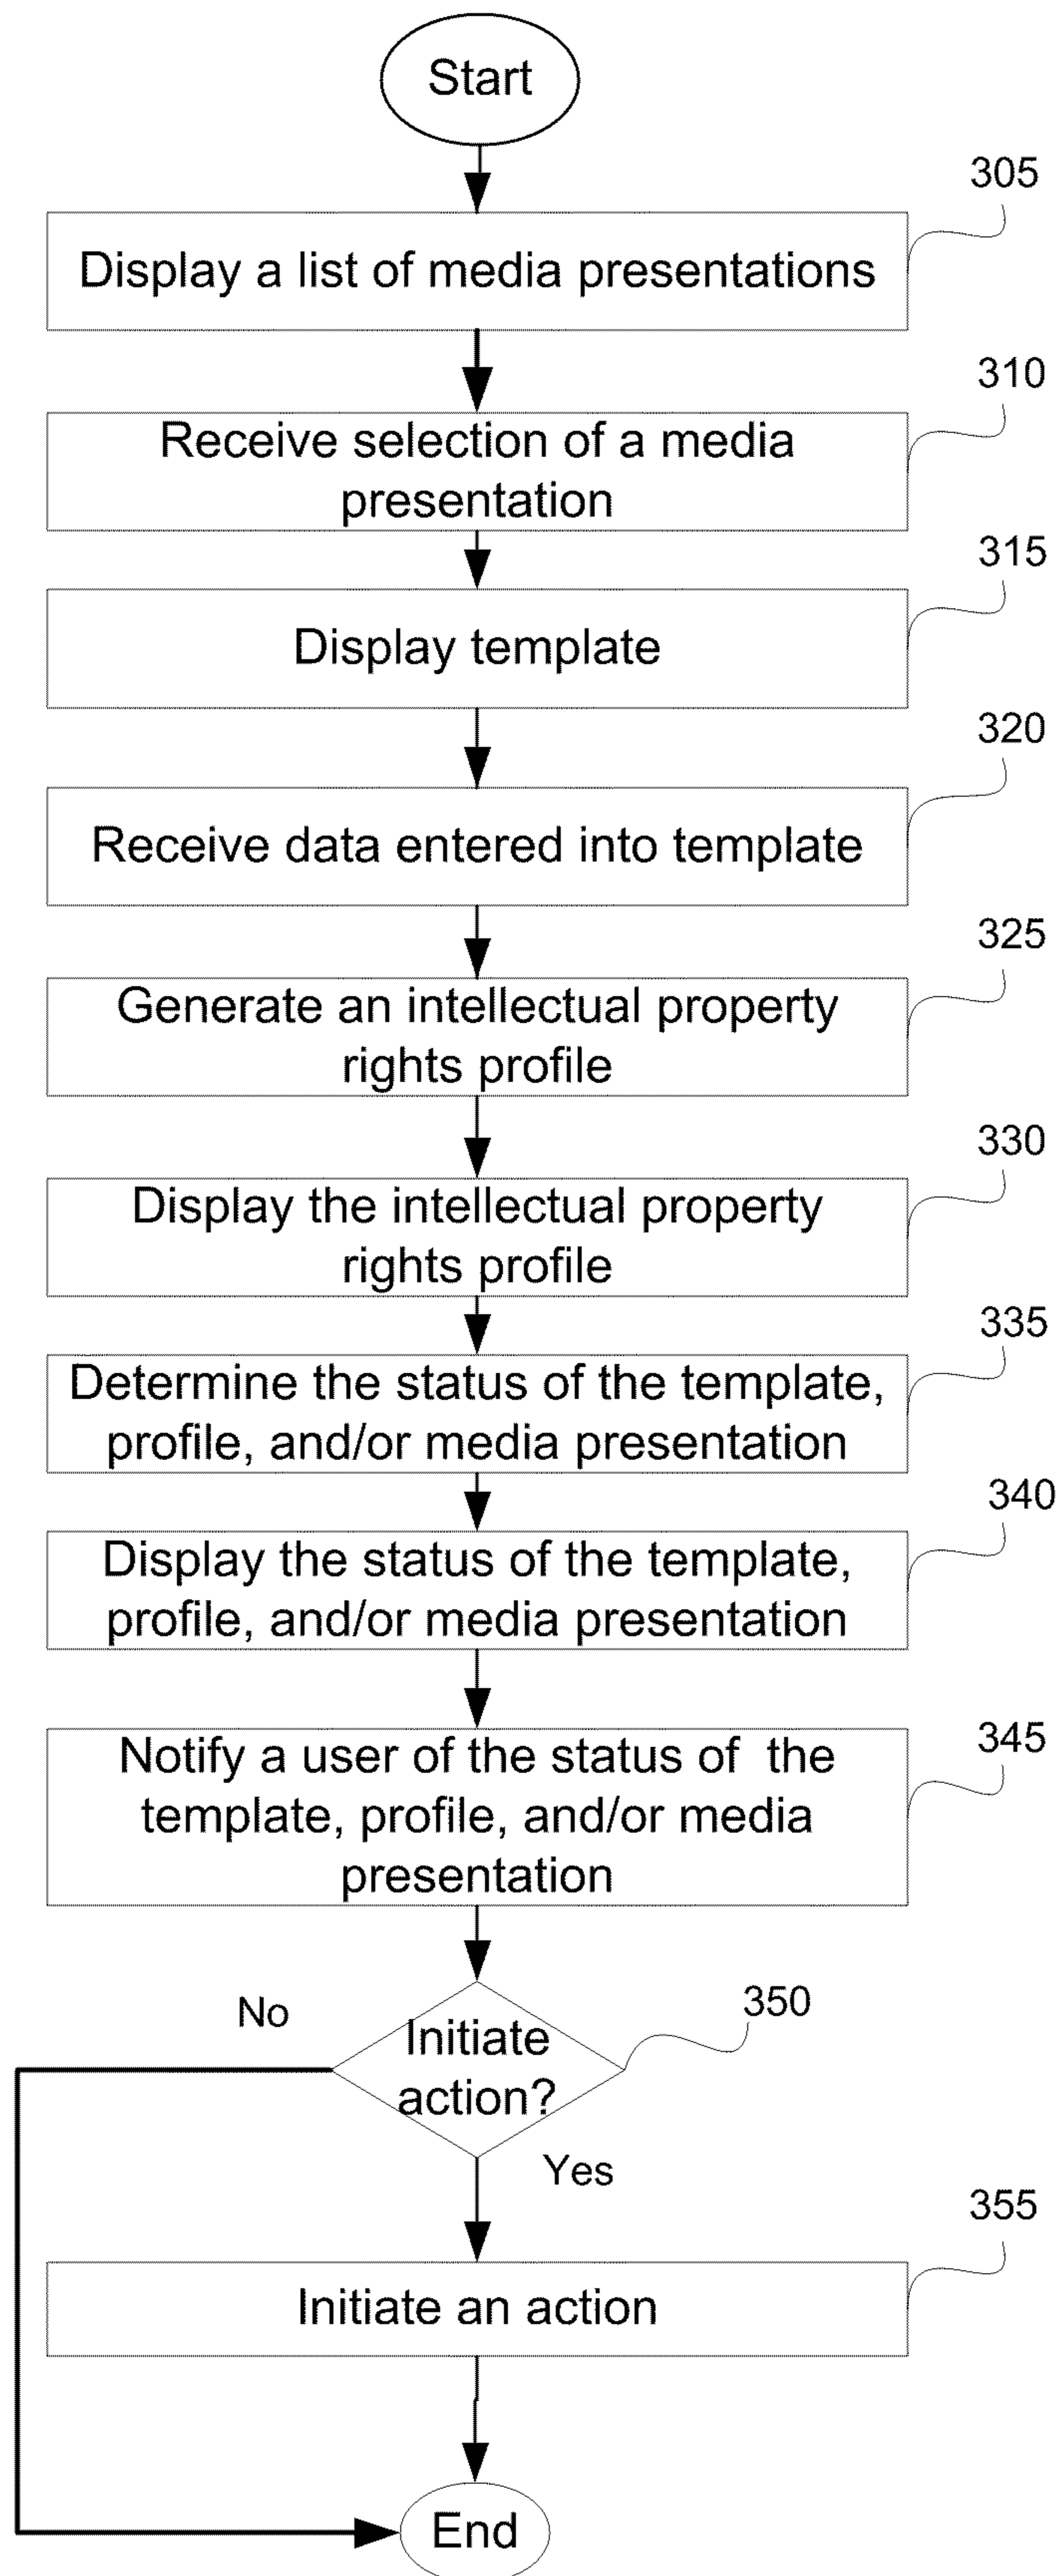 Start
305
Display a list of media presentations
310
Receive selection of a media
presentation
315
Display template
320
Receive data entered into template
325
Generate an intellectual property
rights profile
330
Display the intellectual property
rights profile
335
Determine the status of the template,
profile, and/or media presentation
340
Display the status of the template,
profile, and/or media presentation
345
Notify a user of the status of  the
template, profile, and/or media
presentation
350
No
Initiate
action?
Yes
355
Initiate an action
End